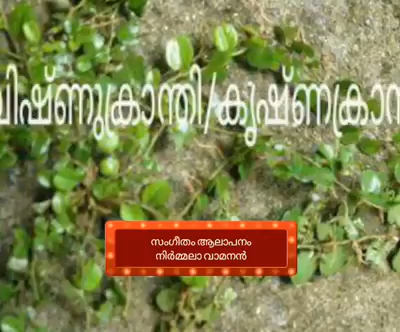 വിഷ്ണുക്രാന്തി/കൃഷ്ണക്രാന
സംഗീതം ആലാപനം
നിർമ്മലാ വാമനൻ